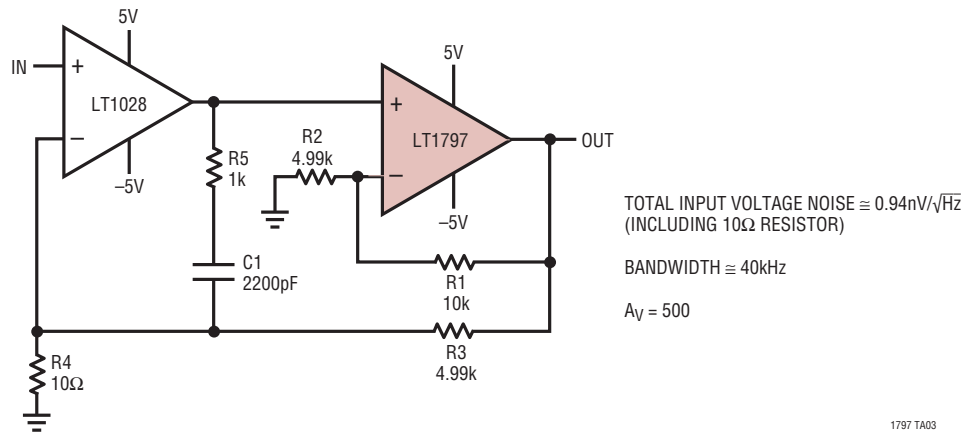 5V
IN
+
LT1028
−
–5V
R5
1k
C1
2200pF
R4
10Ω
R2
4.99k
5V
+
LT1797
−
–5V
OUT
R1
10k
R3
4.99k
TOTAL INPUT VOLTAGE NOISE ≅ 0.94nV/√Hz
(INCLUDING 10Ω RESISTOR)
BANDWIDTH ≅ 40kHz
AV = 500
1797 TA03